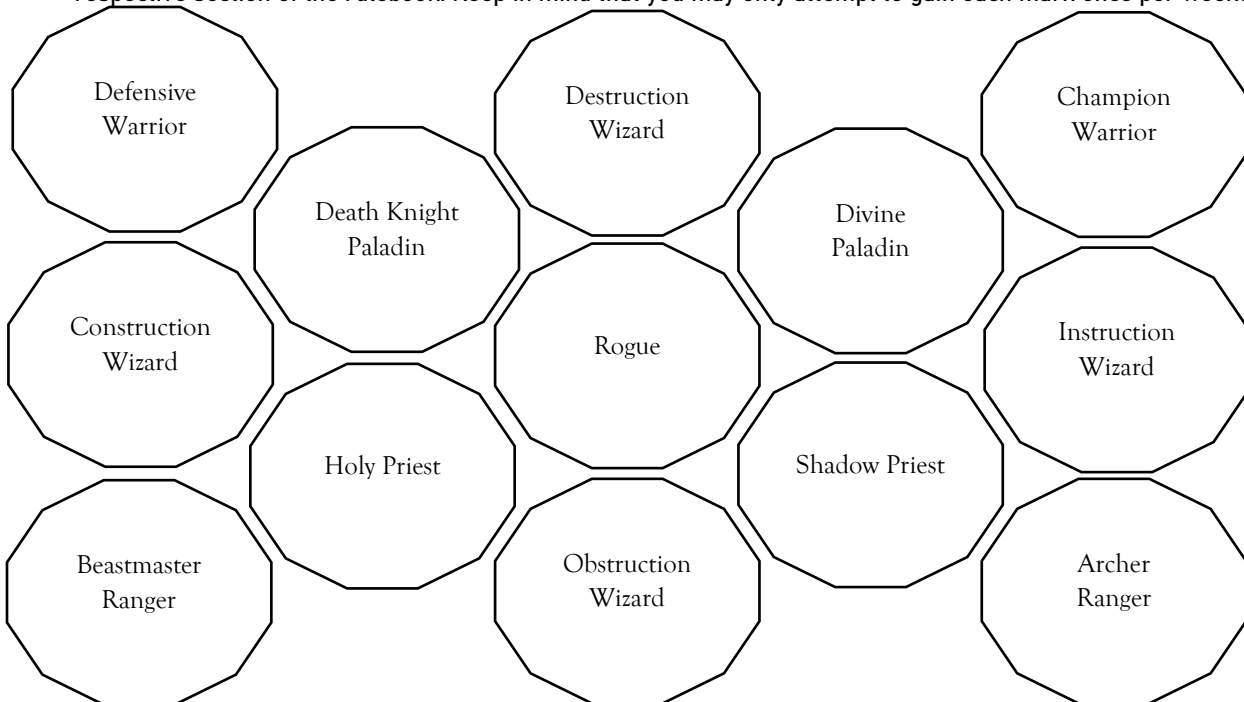 respective section of the Fatebook. Keep in mind that you may only attempt to gain each mark once per week.
Defensive
Warrior
Destruction
Wizard
Champion
Warrior
Death Knight
Paladin
Divine
Paladin
Construction
Wizard
Rogue
Instruction
Wizard
Holy Priest
Shadow Priest
Beastmaster
Ranger
Obstruction
Wizard
Archer
Ranger